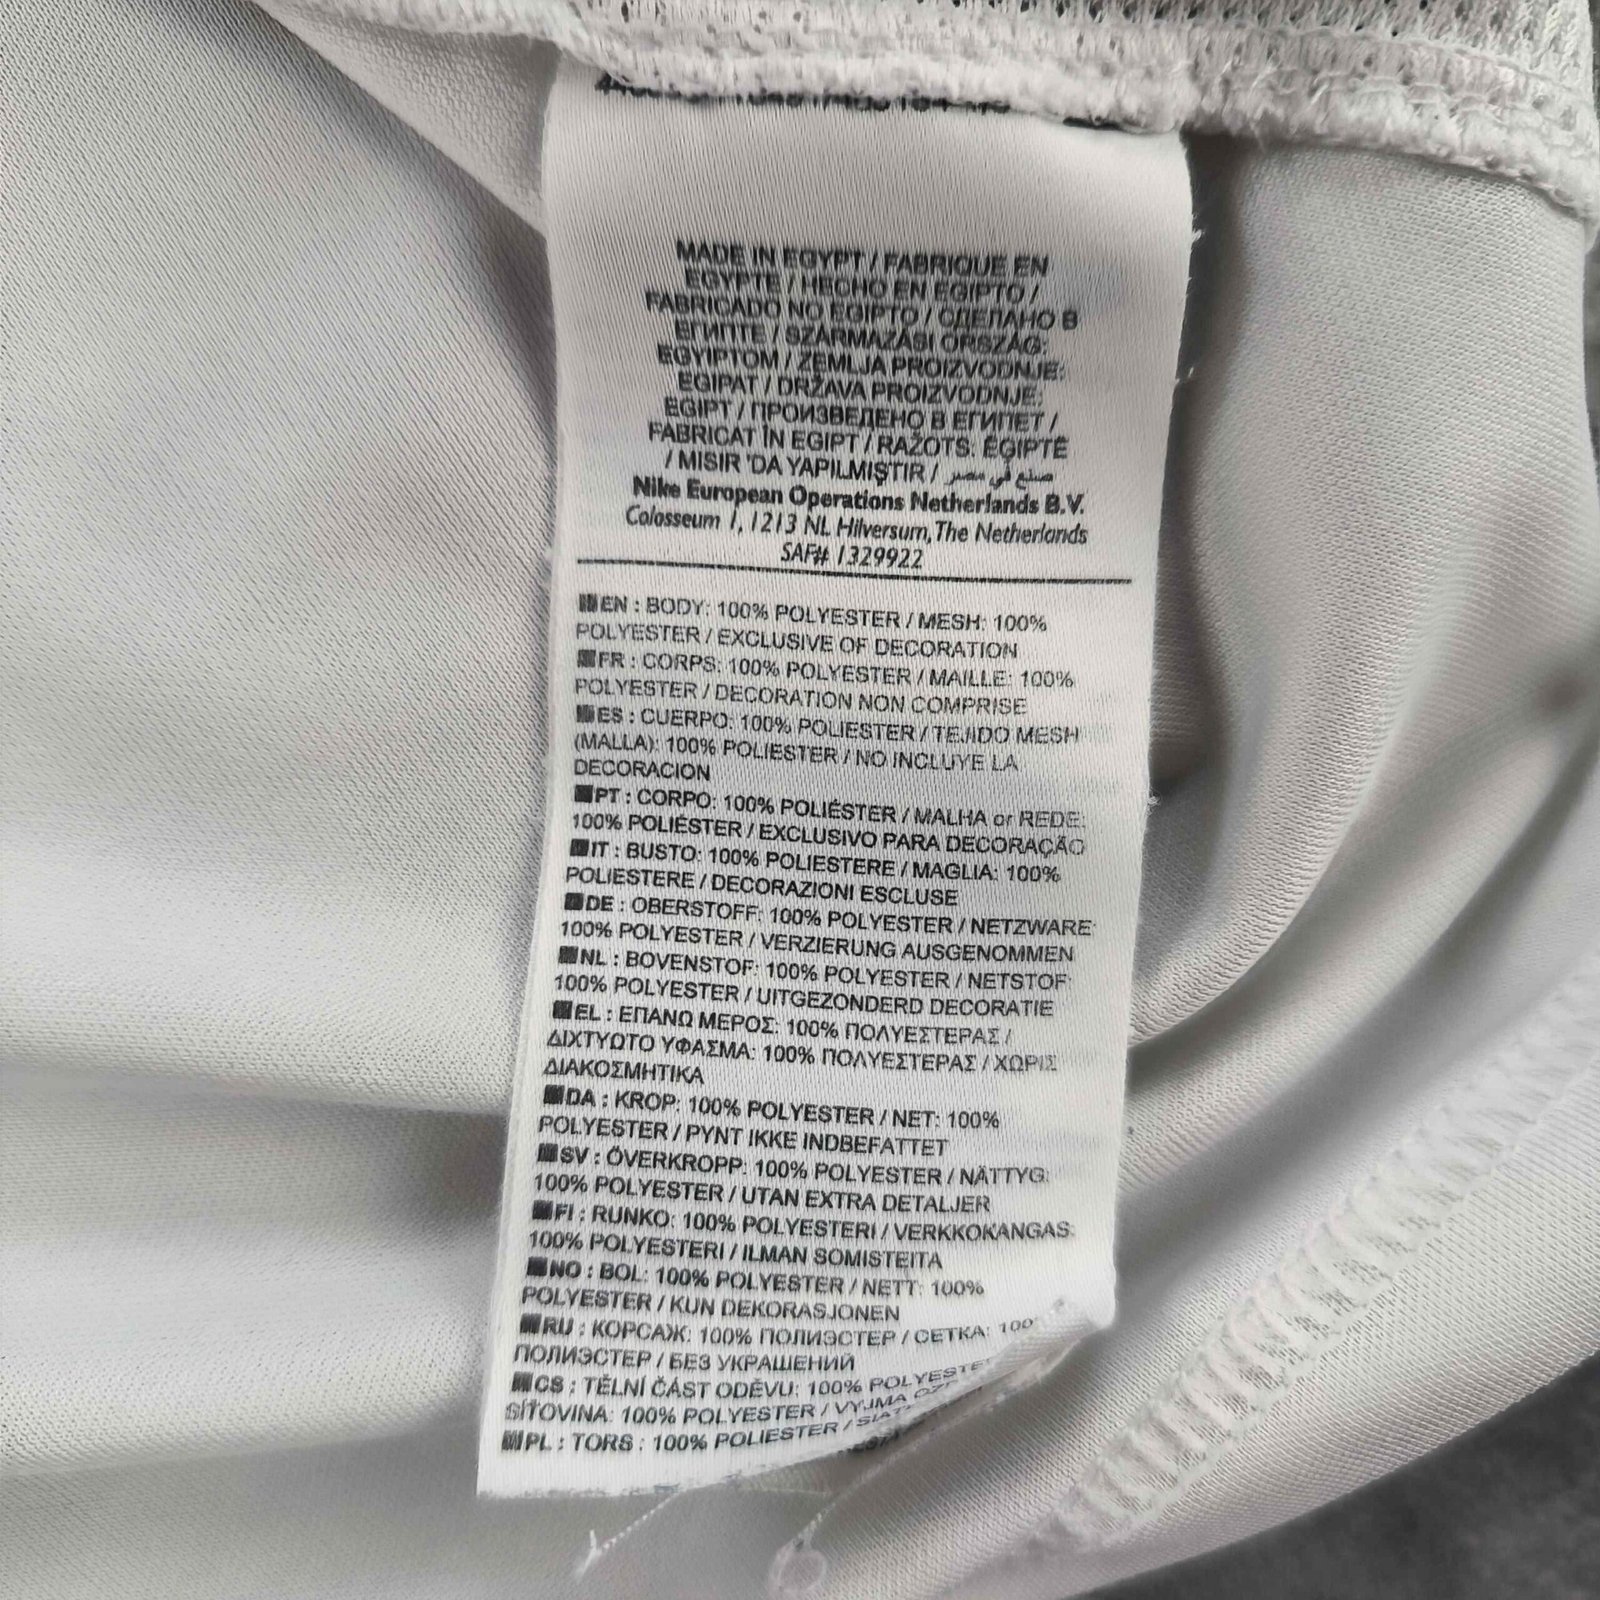 MADE IN EGYPT / FABRIQUE EN
EGYPTE / HECHO EN EGIPTO /
FABRICADO NO EGIPTO / СДЕЛАНО В
ЕГИПТЕ / SZÁRMAZÁSI ORSZÁG:
EGYIPTOM / ZEMLJA PROIZVODNJE:
EGIPAT / DRŽAVA PROIZVODNJE:
EGIPT / ПРОИЗВЕДЕНО В ЕГИПЕТ /
FABRICAT ÎN EGIPT / RAŽOTS: ĒĢIPTĒ
/ MISIR 'DA YAPILMIŞTIR / صنع في مصر
Nike European Operations Netherlands B.V.
Colosseum 1, 1213 NL Hilversum, The Netherlands
SAF# 1329922
EN : BODY: 100% POLYESTER / MESH: 100%
POLYESTER / EXCLUSIVE OF DECORATION
FR : CORPS: 100% POLYESTER / MAILLE: 100%
POLYESTER / DECORATION NON COMPRISE
ES : CUERPO: 100% POLIESTER / TEJIDO MESH
(MALLA): 100% POLIESTER / NO INCLUYE LA
DECORACION
PT : CORPO: 100% POLIÉSTER / MALHA or REDE:
100% POLIÉSTER / EXCLUSIVO PARA DECORAÇÃO
IT : BUSTO: 100% POLIESTERE / MAGLIA: 100%
POLIESTERE / DECORAZIONI ESCLUSE
DE : OBERSTOFF: 100% POLYESTER / NETZWARE:
100% POLYESTER / VERZIERUNG AUSGENOMMEN
NL : BOVENSTOF: 100% POLYESTER / NETSTOF:
100% POLYESTER / UITGEZONDERD DECORATIE
EL : ΕΠΑΝΩ ΜΕΡΟΣ: 100% ΠΟΛΥΕΣΤΕΡΑΣ /
ΔΙΧΤΥΩΤΟ ΥΦΑΣΜΑ: 100% ΠΟΛΥΕΣΤΕΡΑΣ / ΧΩΡΙΣ
ΔΙΑΚΟΣΜΗΤΙΚΑ
DA : KROP: 100% POLYESTER / NET: 100%
POLYESTER / PYNT IKKE INDBEFATTET
SV : ÖVERKROPP: 100% POLYESTER / NÄTTYG:
100% POLYESTER / UTAN EXTRA DETALJER
FI : RUNKO: 100% POLYESTERI / VERKKOKANGAS:
100% POLYESTERI / ILMAN SOMISTEITA
NO : BOL: 100% POLYESTER / NETT: 100%
POLYESTER / KUN DEKORASJONEN
RU : КОРСАЖ: 100% ПОЛИЭСТЕР / СЕТКА: 100
ПОЛИЭСТЕР / БЕЗ УКРАШЕНИЙ
CS : TĚLNÍ ČÁST ODĚVU: 100% POLYESTE
SÍŤOVINA: 100% POLYESTER / VYJMA
PL : TORS : 100% POLIESTER /